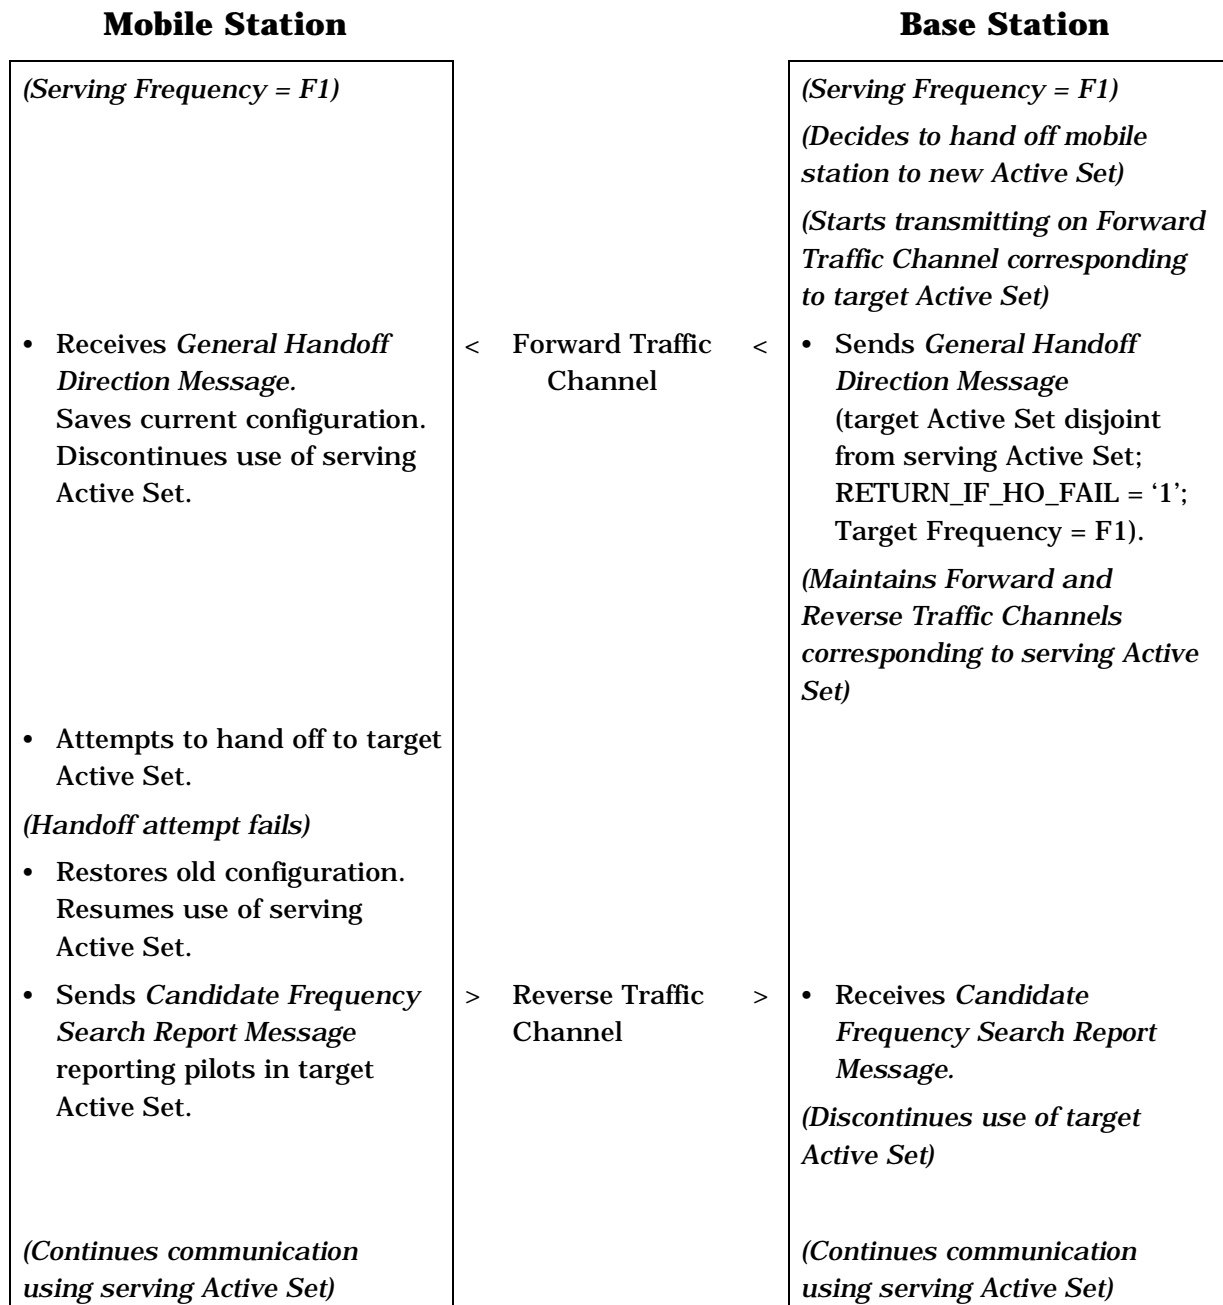 Mobile Station
Base Station
(Serving Frequency = F1)
(Serving Frequency = F1)
(Decides to hand off mobile
station to new Active Set)
(Starts transmitting on Forward
Traffic Channel corresponding
to target Active Set)
• Receives General Handoff
Direction Message.
Saves current configuration.
Discontinues use of serving
Active Set.
< Forward Traffic <
Channel
• Sends General Handoff
Direction Message
(target Active Set disjoint
from serving Active Set;
RETURN_IF_HO_FAIL = ‘1’;
Target Frequency = F1).
(Maintains Forward and
Reverse Traffic Channels
corresponding to serving Active
Set)
• Attempts to hand off to target
Active Set.
(Handoff attempt fails)
• Restores old configuration.
Resumes use of serving
Active Set.
• Sends Candidate Frequency
Search Report Message
reporting pilots in target
Active Set.
> Reverse Traffic >
Channel
• Receives Candidate
Frequency Search Report
Message.
(Discontinues use of target
Active Set)
(Continues communication
using serving Active Set)
(Continues communication
using serving Active Set)